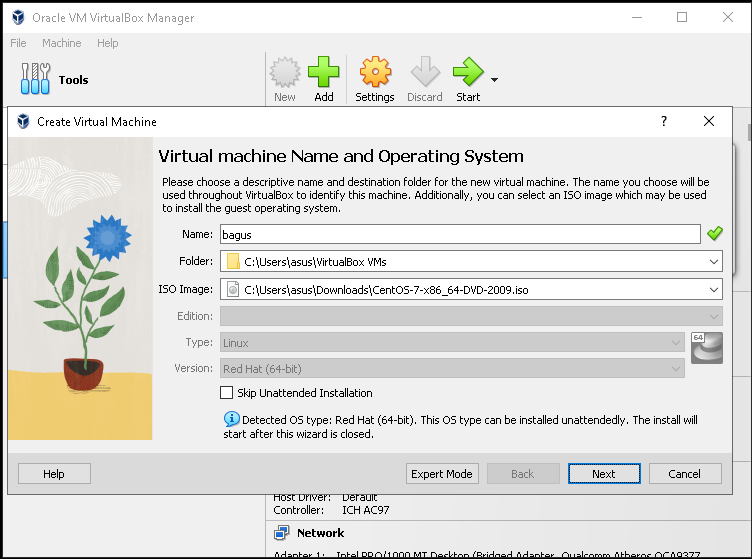 Oracle VM VirtualBox Manager
File Machine Help
Tools
New Add Settings Discard Start
Create Virtual Machine ?
Virtual machine Name and Operating System
Please choose a descriptive name and destination folder for the new virtual machine. The name you choose will be
used throughout VirtualBox to identify this machine. Additionally, you can select an ISO image which may be used
to install the guest operating system.
Name: bagus
Folder: C:\Users\asus\VirtualBox VMs
ISO Image: C:\Users\asus\Downloads\CentOS-7-x86_64-DVD-2009.iso
Edition:
Type: Linux
64
Version: Red Hat (64-bit)
Skip Unattended Installation
Detected OS type: Red Hat (64-bit). This OS type can be installed unattendedly. The install will
start after this wizard is closed.
Help Expert Mode Back Next Cancel
Host Driver: Default
Controller: ICH AC97
Network
Adapter 1: Intel PRO/1000 MT Desktop (Bridged Adapter, Qualcomm Atheros QCA9377